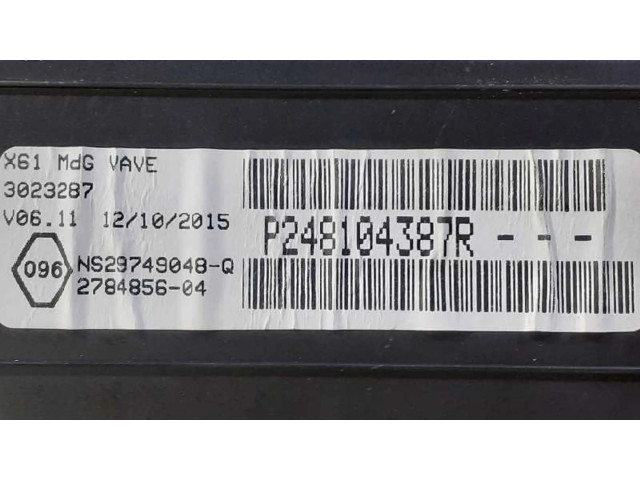 X61 MdG VAVE
3023287
V06.11 12/10/2015
096 NS29749048-Q
2784856-04
P248104387R - - -